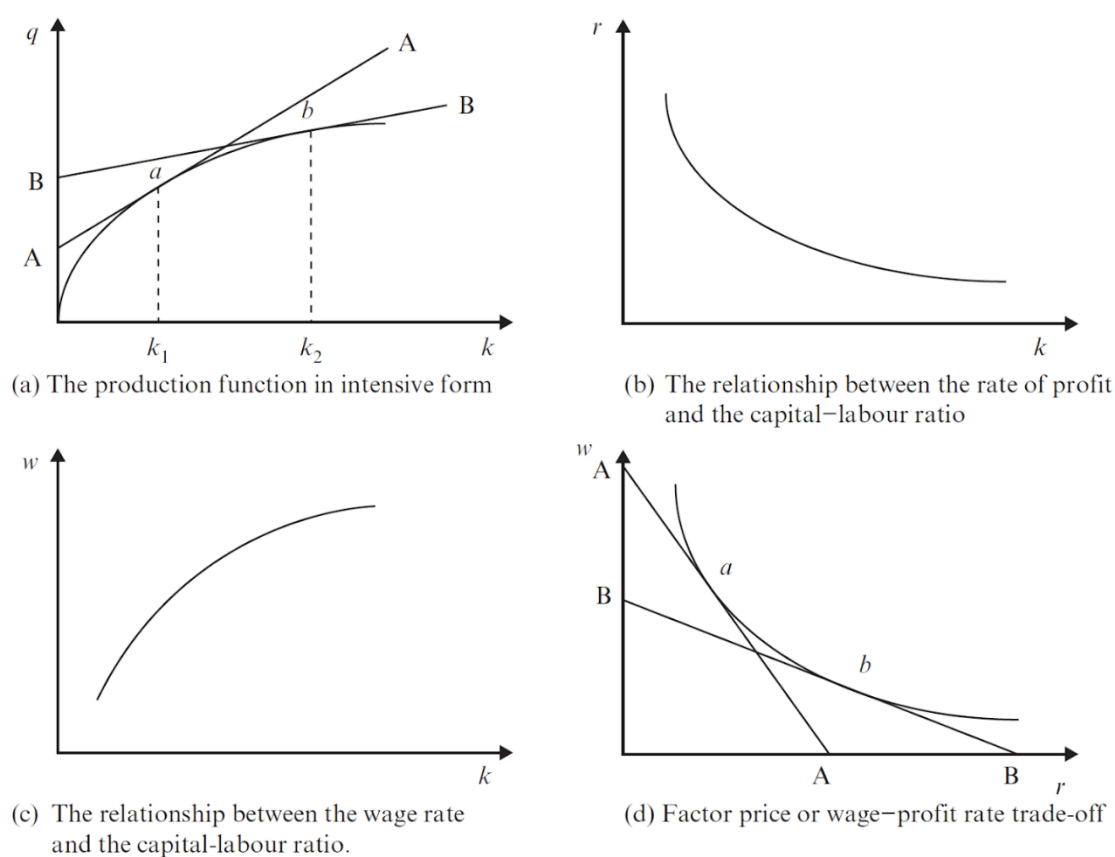 q
A
b
B
B
a
A
k₁
k₂
k
(a) The production function in intensive form
r
k
(b) The relationship between the rate of profit
and the capital–labour ratio
w
k
(c) The relationship between the wage rate
and the capital-labour ratio.
w
A
a
B
b
A
B
r
(d) Factor price or wage–profit rate trade-off